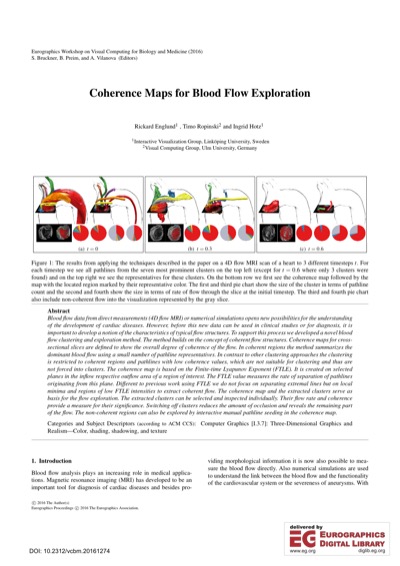 Eurographics Workshop on Visual Computing for Biology and Medicine (2016)
S. Bruckner, B. Preim, and A. Vilanova (Editors)
Coherence Maps for Blood Flow Exploration
Rickard Englund1 , Timo Ropinski2 and Ingrid Hotz1
1Interactive Visualization Group, Linköping University, Sweden
2Visual Computing Group, Ulm University, Germany
(a) t = 0
(b) t = 0.3
(c) t = 0.6
Figure 1: The results from applying the techniques described in the paper on a 4D flow MRI scan of a heart to 3 different timesteps t. For
each timestep we see all pathlines from the seven most prominent clusters on the top left (except for t = 0.6 where only 3 clusters were
found) and on the top right we see the representatives for these clusters. On the bottom row we first see the coherence map followed by the
map with the located region marked by their representative color. The first and third pie chart show the size of the cluster in terms of pathline
count and the second and fourth show the size in terms of rate of flow through the slice at the initial timestep. The third and fourth pie chart
also include non-coherent flow into the visualization represented by the gray slice.
Abstract
Blood flow data from direct measurements (4D flow MRI) or numerical simulations opens new possibilities for the understanding
of the development of cardiac diseases. However, before this new data can be used in clinical studies or for diagnosis, it is
important to develop a notion of the characteristics of typical flow structures. To support this process we developed a novel blood
flow clustering and exploration method. The method builds on the concept of coherent flow structures. Coherence maps for cross-
sectional slices are defined to show the overall degree of coherence of the flow. In coherent regions the method summarizes the
dominant blood flow using a small number of pathline representatives. In contrast to other clustering approaches the clustering
is restricted to coherent regions and pathlines with low coherence values, which are not suitable for clustering and thus are
not forced into clusters. The coherence map is based on the Finite-time Lyapunov Exponent (FTLE). It is created on selected
planes in the inflow respective outflow area of a region of interest. The FTLE value measures the rate of separation of pathlines
originating from this plane. Different to previous work using FTLE we do not focus on separating extremal lines but on local
minima and regions of low FTLE intensities to extract coherent flow. The coherence map and the extracted clusters serve as
basis for the flow exploration. The extracted clusters can be selected and inspected individually. Their flow rate and coherence
provide a measure for their significance. Switching off clusters reduces the amount of occlusion and reveals the remaining part
of the flow. The non-coherent regions can also be explored by interactive manual pathline seeding in the coherence map.
Categories and Subject Descriptors (according to ACM CCS): Computer Graphics [I.3.7]: Three-Dimensional Graphics and
Realism—Color, shading, shadowing, and texture
1. Introduction
Blood flow analysis plays an increasing role in medical applica-
tions. Magnetic resonance imaging (MRI) has developed to be an
important tool for diagnosis of cardiac diseases and besides pro-
viding morphological information it is now also possible to mea-
sure the blood flow directly. Also numerical simulations are used
to understand the link between the blood flow and the functionality
of the cardiovascular system or the severeness of aneurysms. With
© 2016 The Author(s)
Eurographics Proceedings © 2016 The Eurographics Association.
DOI: 10.2312/vcbm.20161274
delivered by
EG EUROGRAPHICS
DIGITAL LIBRARY
www.eg.org diglib.eg.org